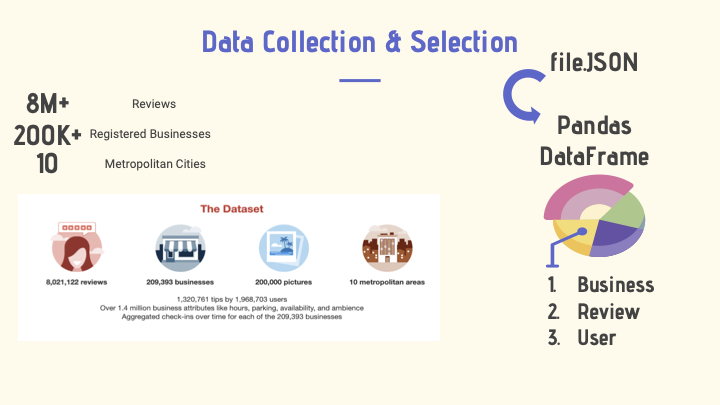 Data Collection & Selection
file.JSON
8M+ Reviews
200K+ Registered Businesses
10 Metropolitan Cities
Pandas
DataFrame
The Dataset
8,021,122 reviews 209,393 businesses 200,000 pictures 10 metropolitan areas
1,320,761 tips by 1,968,703 users
Over 1.4 million business attributes like hours, parking, availability, and ambience
Aggregated check-ins over time for each of the 209,393 businesses
1. Business
2. Review
3. User